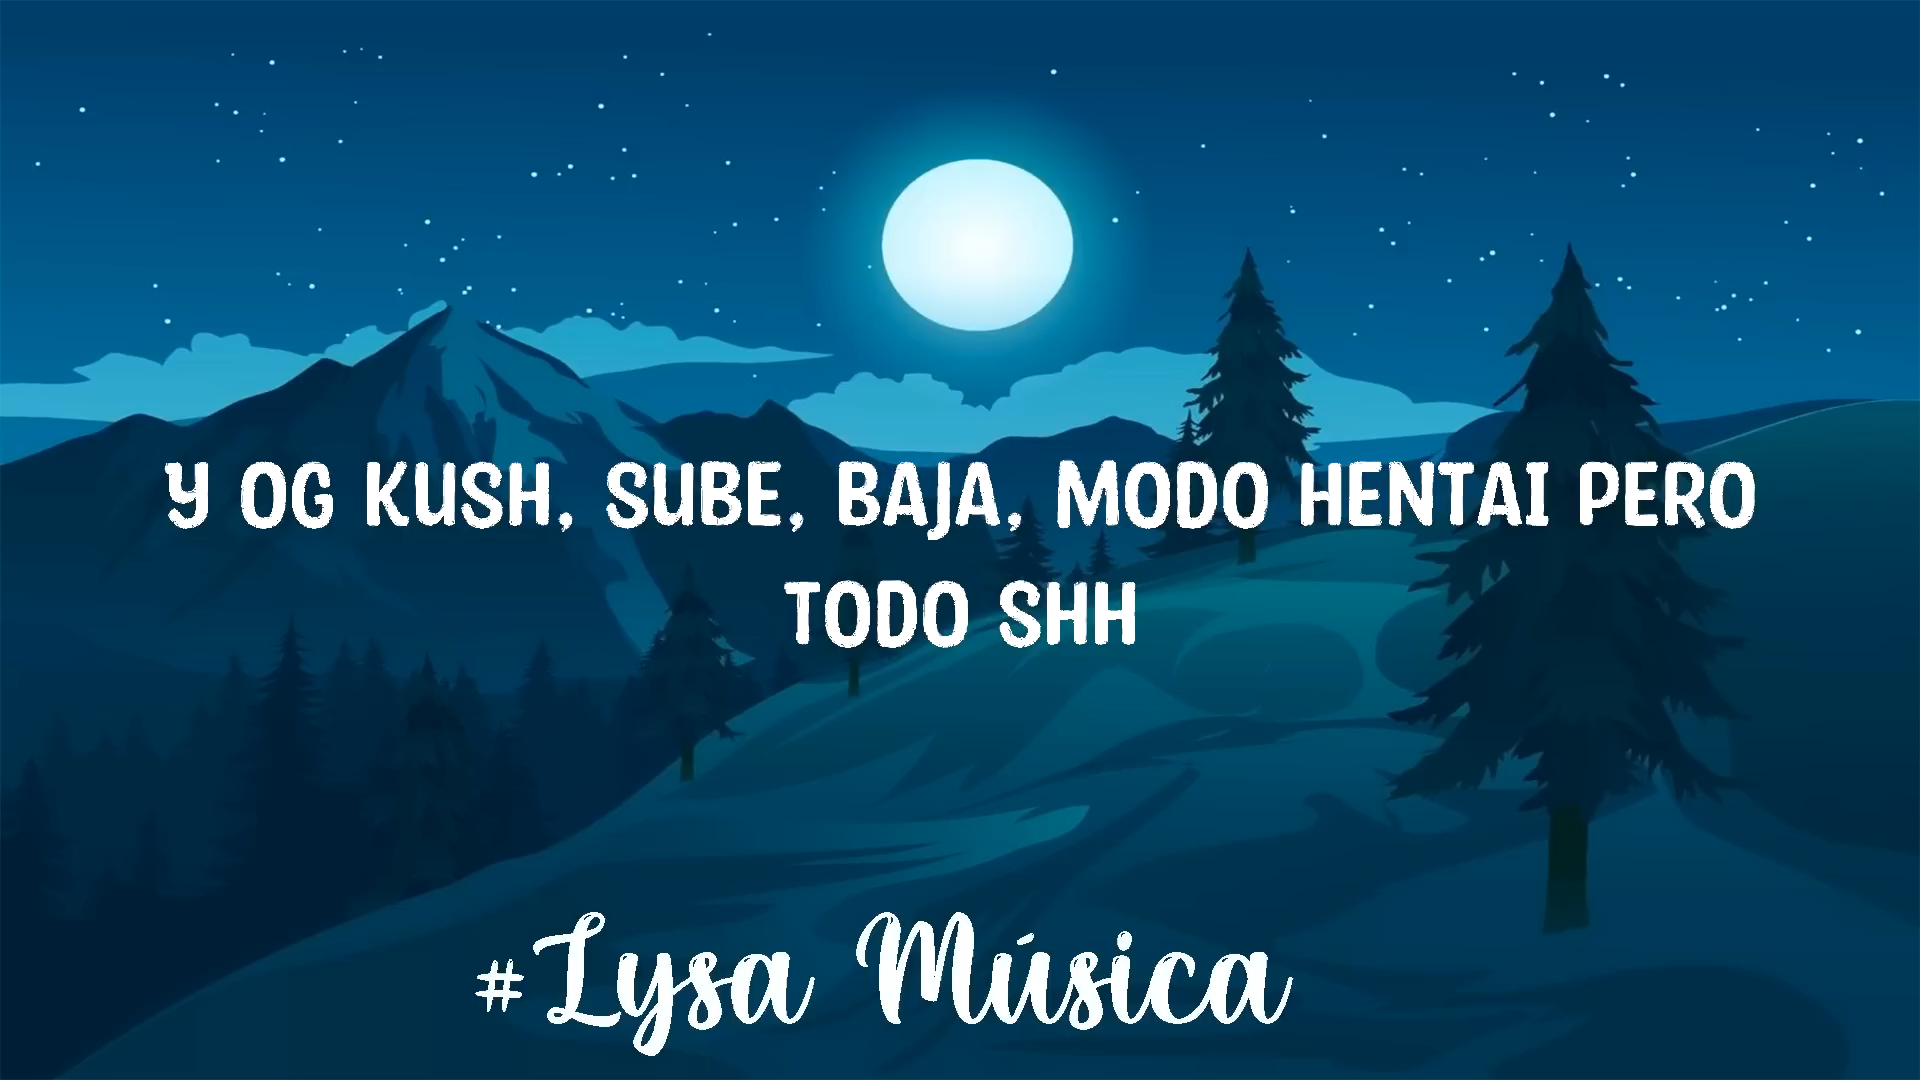 Y OG KUSH, SUBE, BAJA, MODO HENTAI PERO
TODO SHH
#Lysa Música